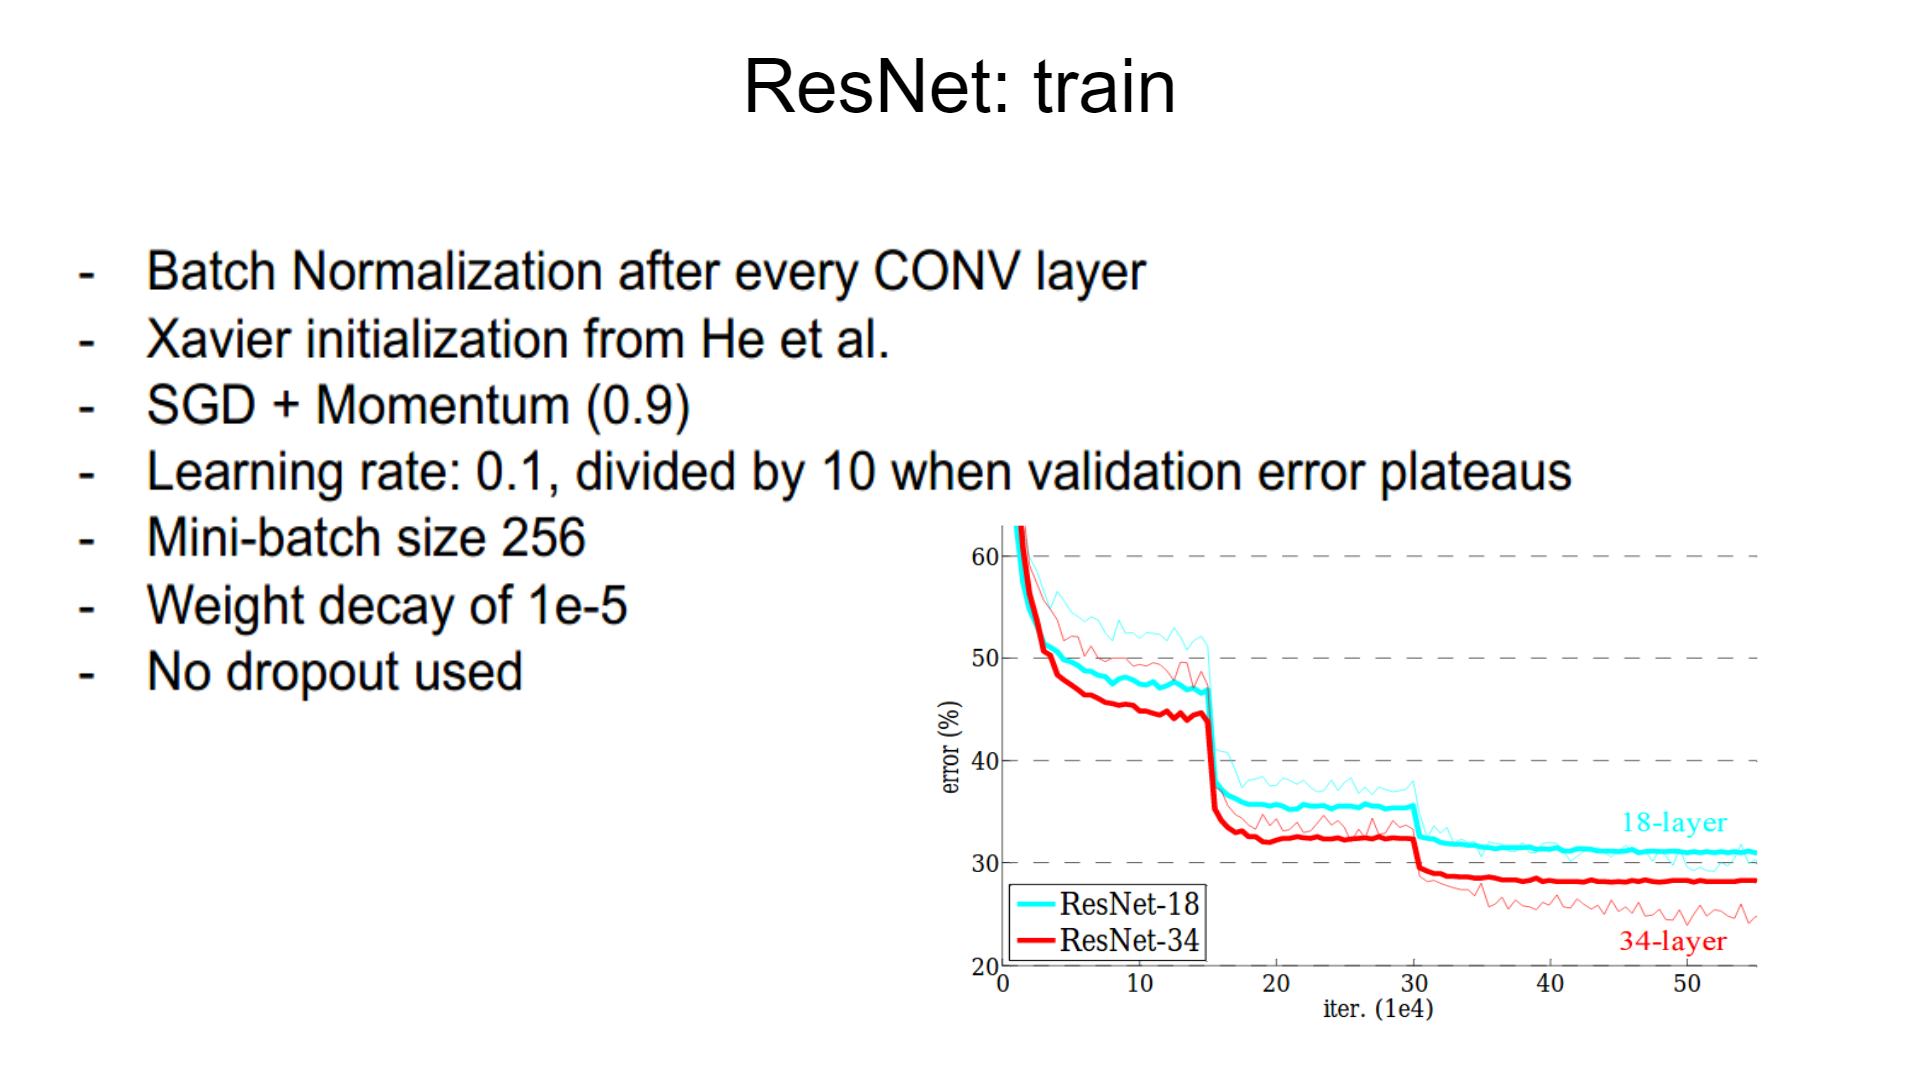 ResNet: train
- Batch Normalization after every CONV layer
- Xavier initialization from He et al.
- SGD + Momentum (0.9)
- Learning rate: 0.1, divided by 10 when validation error plateaus
- Mini-batch size 256
- Weight decay of 1e-5
- No dropout used
60
50
40
30
20
error (%)
18-layer
34-layer
ResNet-18
ResNet-34
0 10 20 30 40 50
iter. (1e4)